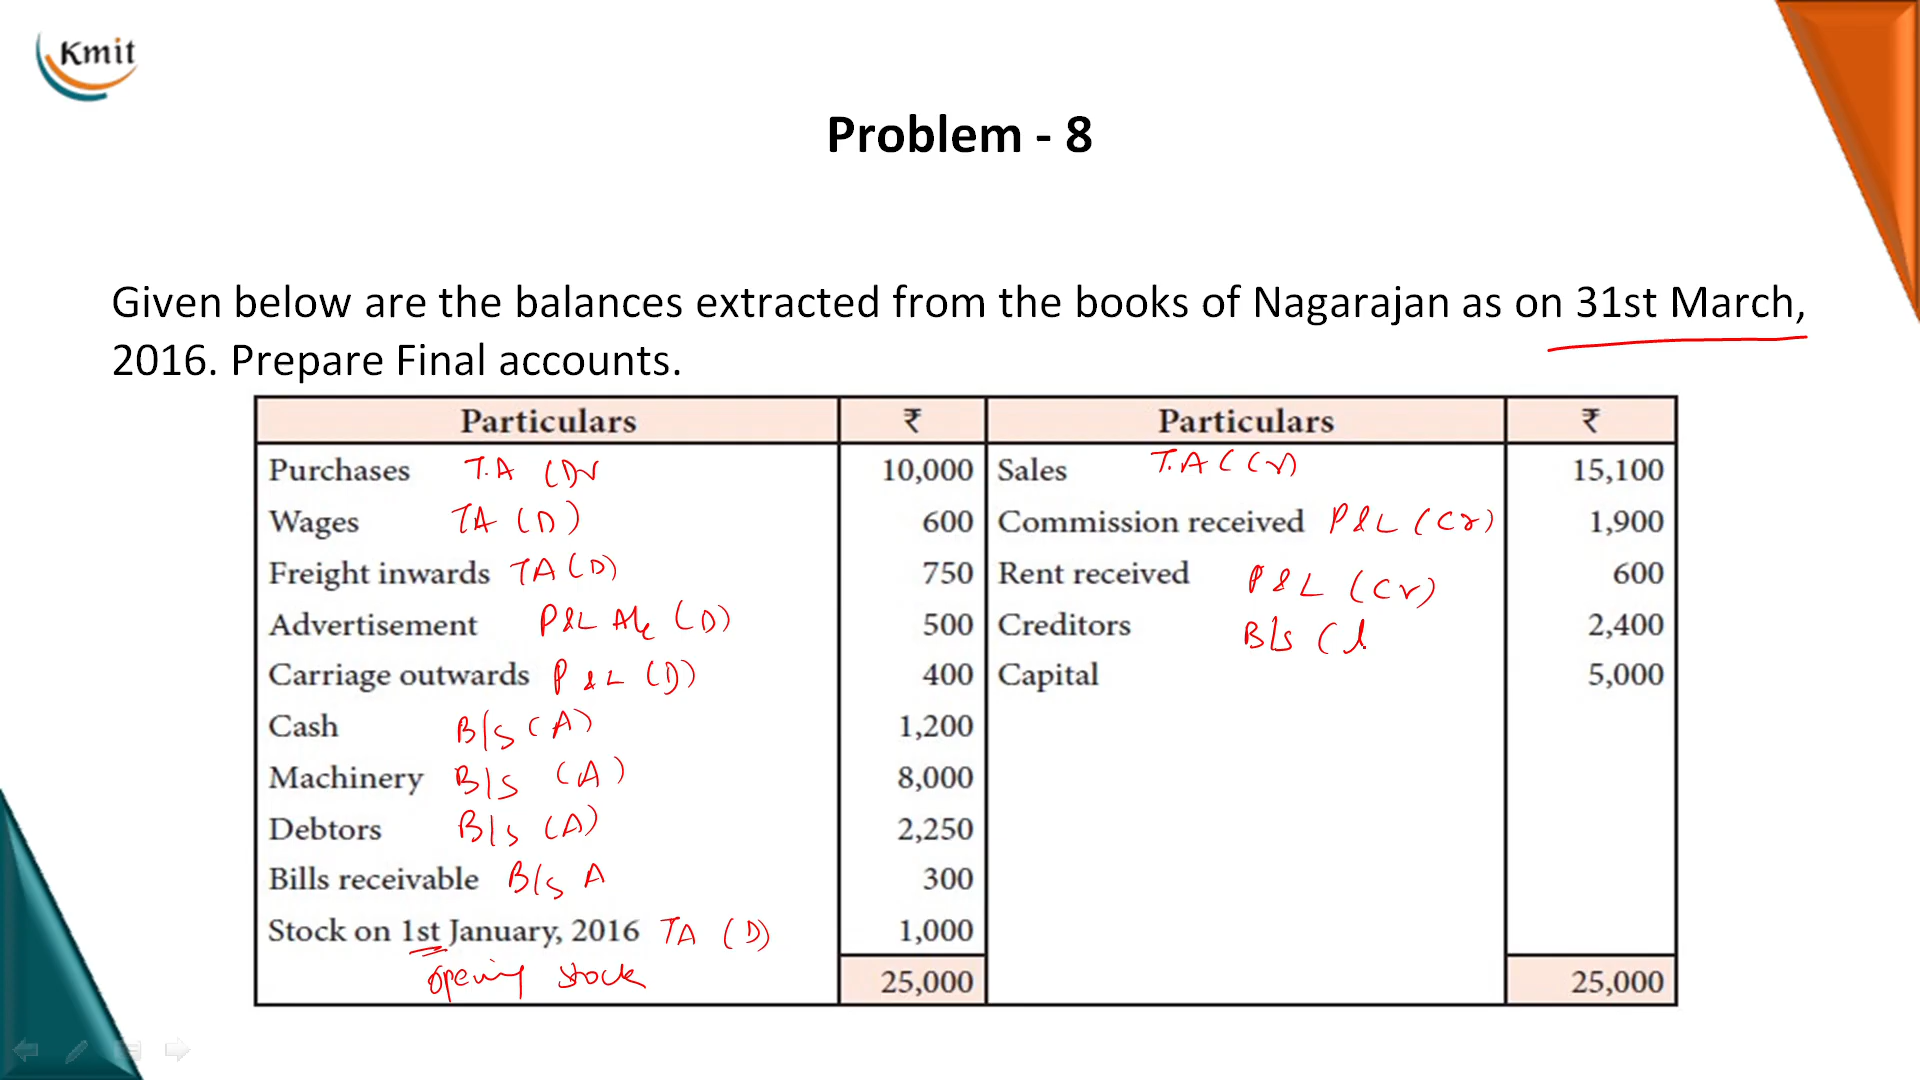 Kmit
Problem - 8
Given below are the balances extracted from the books of Nagarajan as on 31st March,
2016. Prepare Final accounts.
Particulars ₹ Particulars ₹
Purchases T.A (Dr 10,000 Sales T.A (Cr) 15,100
Wages TA (D) 600 Commission received P&L (Cr) 1,900
Freight inwards TA (D) 750 Rent received P&L (Cr) 600
Advertisement P&L A/c (D) 500 Creditors B/s (l 2,400
Carriage outwards P&L (D) 400 Capital 5,000
Cash B/s (A) 1,200
Machinery B/s (A) 8,000
Debtors B/s (A) 2,250
Bills receivable B/s A 300
Stock on 1st January, 2016 TA (D) 1,000
opening stock 25,000 25,000